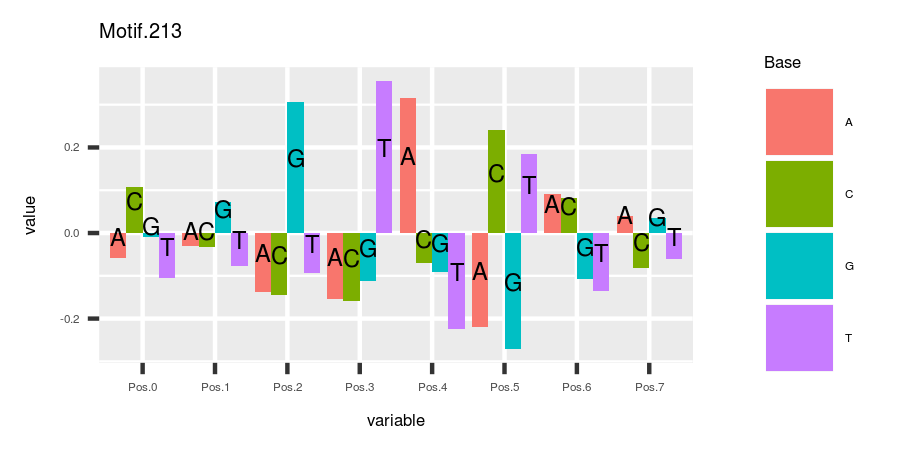 Motif.213
Base
A
C
G
T
value
0.2
0.0
-0.2
A C G T A C G T A C G T A C G T A C G T A C G T A C G T A C G T
Pos.0 Pos.1 Pos.2 Pos.3 Pos.4 Pos.5 Pos.6 Pos.7
variable